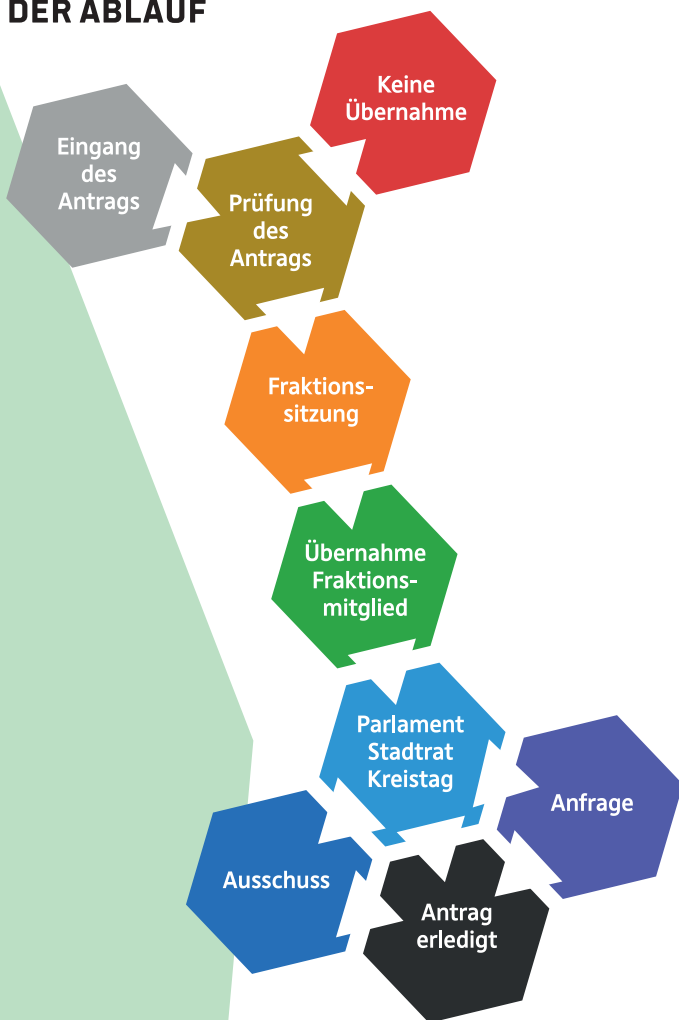 DER ABLAUF
Keine
Übernahme
Eingang
des
Antrags
Prüfung
des
Antrags
Fraktions-
sitzung
Übernahme
Fraktions-
mitglied
Parlament
Stadtrat
Kreistag
Anfrage
Ausschuss
Antrag
erledigt